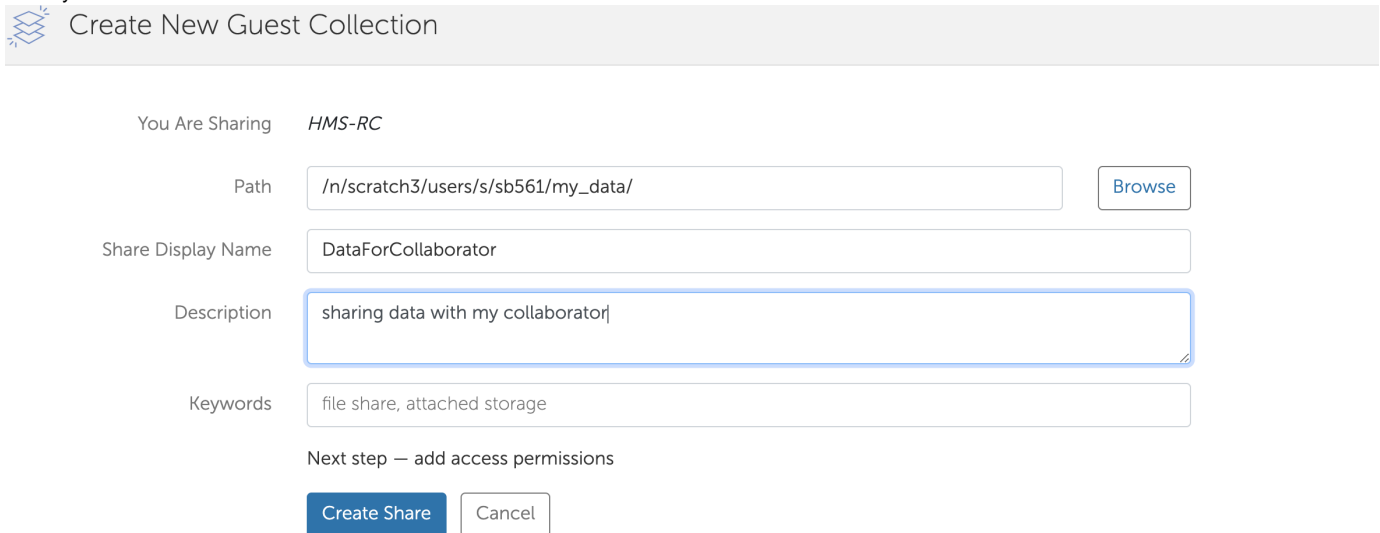 Create New Guest Collection
You Are Sharing HMS-RC
Path /n/scratch3/users/s/sb561/my_data/ Browse
Share Display Name DataForCollaborator
Description sharing data with my collaborator
Keywords file share, attached storage
Next step — add access permissions
Create Share Cancel